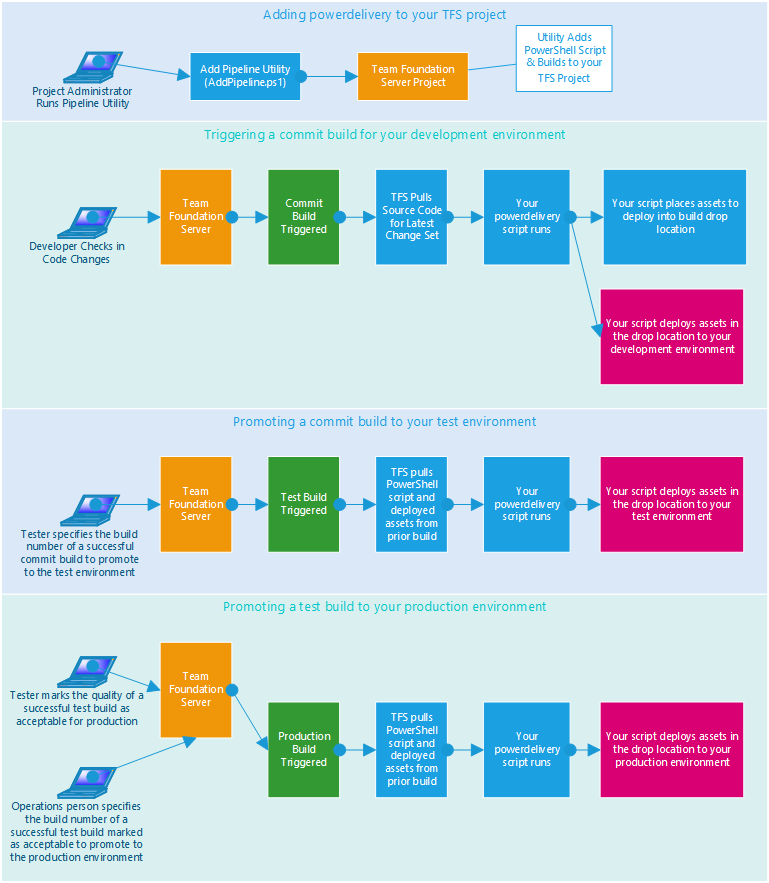 Adding powerdelivery to your TFS project
Project Administrator
Runs Pipeline Utility
Add Pipeline Utility
(AddPipeline.ps1)
Team Foundation
Server Project
Utility Adds
PowerShell Script
& Builds to your
TFS Project
Triggering a commit build for your development environment
Developer Checks in
Code Changes
Team
Foundation
Server
Commit
Build
Triggered
TFS Pulls
Source Code
for Latest
Change Set
Your
powerdelivery
script runs
Your script places assets to
deploy into build drop
location
Your script deploys assets in
the drop location to your
development environment
Promoting a commit build to your test environment
Tester specifies the build
number of a successful
commit build to promote
to the test environment
Team
Foundation
Server
Test Build
Triggered
TFS pulls
PowerShell
script and
deployed
assets from
prior build
Your
powerdelivery
script runs
Your script deploys assets in
the drop location to your
test environment
Promoting a test build to your production environment
Tester marks the quality of a
successful test build as
acceptable for production
Operations person specifies
the build number of a
successful test build marked
as acceptable to promote to
the production environment
Team
Foundation
Server
Production
Build
Triggered
TFS pulls
PowerShell
script and
deployed
assets from
prior build
Your
powerdelivery
script runs
Your script deploys assets in
the drop location to your
production environment